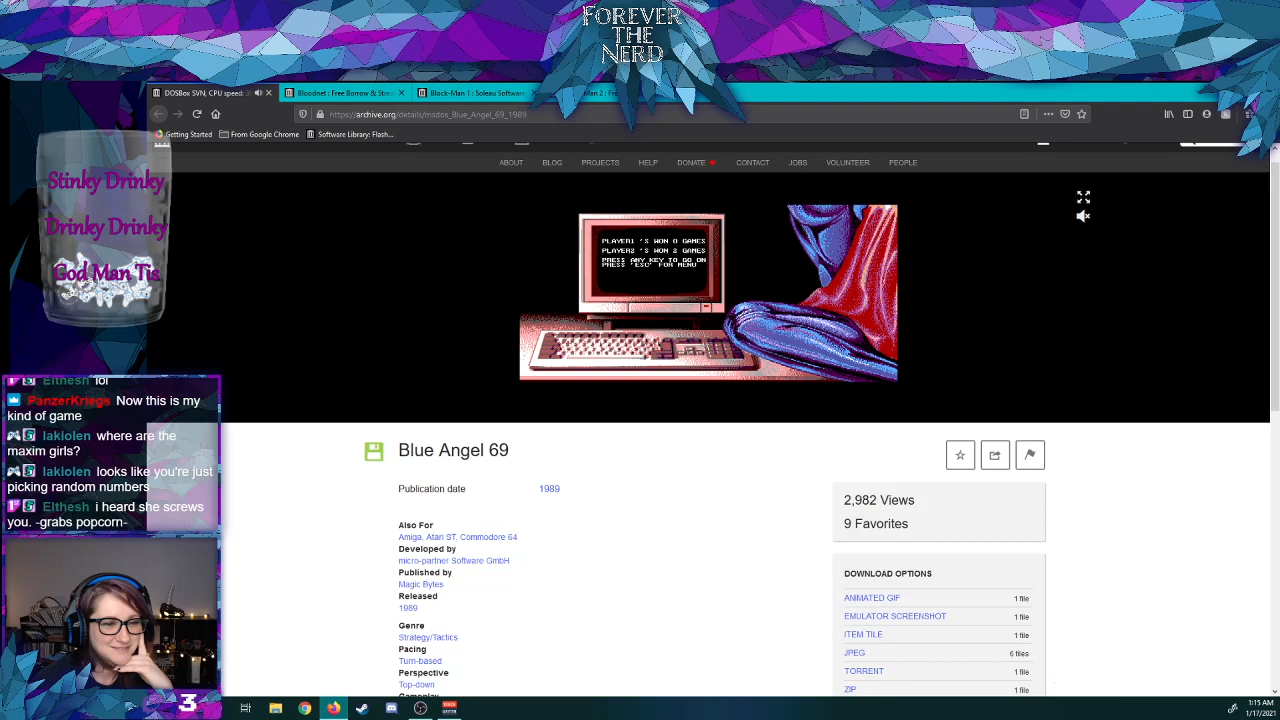 FOREVER
THE
NERD
DOSBox SVN, CPU speed:
Bloodnet : Free Borrow & Strea
Block-Man 1 : Soleau Software
https://archive.org/details/msdos_Blue_Angel_69_1989
Getting Started
From Google Chrome
Software Library: Flash...
ABOUT BLOG PROJECTS HELP DONATE CONTACT JOBS VOLUNTEER PEOPLE
Stinky Drinky
Drinky Drinky
God Man Tis
PLAYER1 'S WON 0 GAMES
PLAYER2 'S WON 2 GAMES
PRESS ANY KEY TO GO ON
PRESS 'ESC' FOR MENU
Elthesh lol
PanzerKriegs Now this is my
kind of game
lakiolen where are the
maxim girls?
lakiolen looks like you're just
picking random numbers
Elthesh i heard she screws
you. -grabs popcorn-
3
Blue Angel 69
Publication date 1989
Also For
Amiga, Atari ST, Commodore 64
Developed by
micro-partner Software GmbH
Published by
Magic Bytes
Released
1989
Genre
Strategy/Tactics
Pacing
Turn-based
Perspective
Top-down
Gameplay
2,982 Views
9 Favorites
DOWNLOAD OPTIONS
ANIMATED GIF 1 file
EMULATOR SCREENSHOT 1 file
ITEM TILE 1 file
JPEG 6 files
TORRENT 1 file
ZIP 1 file
1:15 AM
1/17/2021